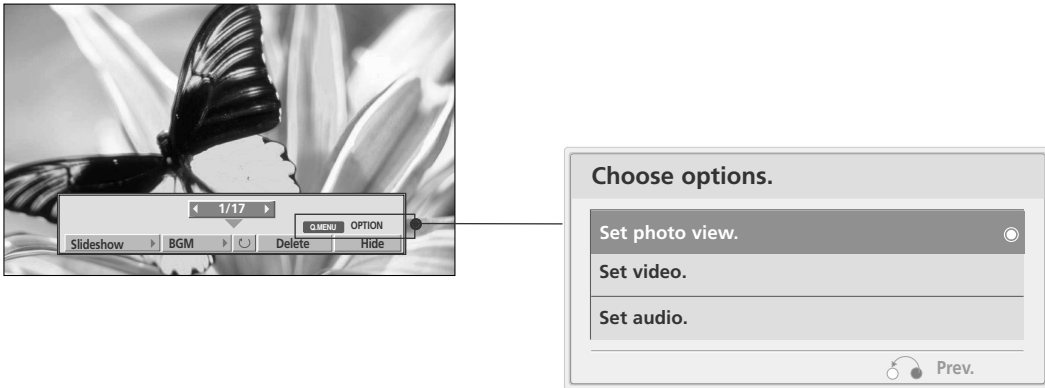 1/17
Q.MENU OPTION
Slideshow BGM Delete Hide
Choose options.
Set photo view.
Set video.
Set audio.
Prev.